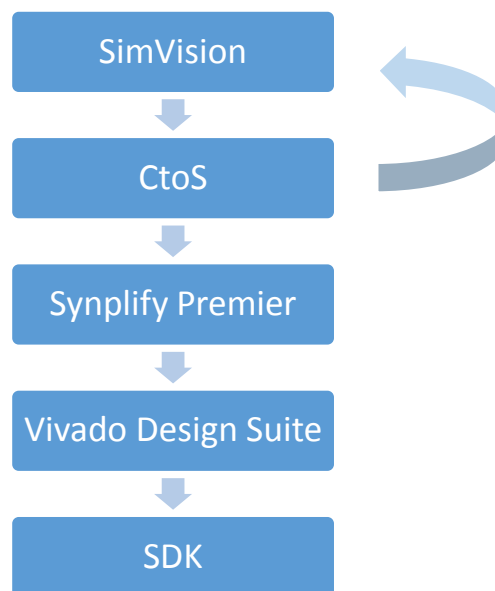 SimVision
CtoS
Synplify Premier
Vivado Design Suite
SDK